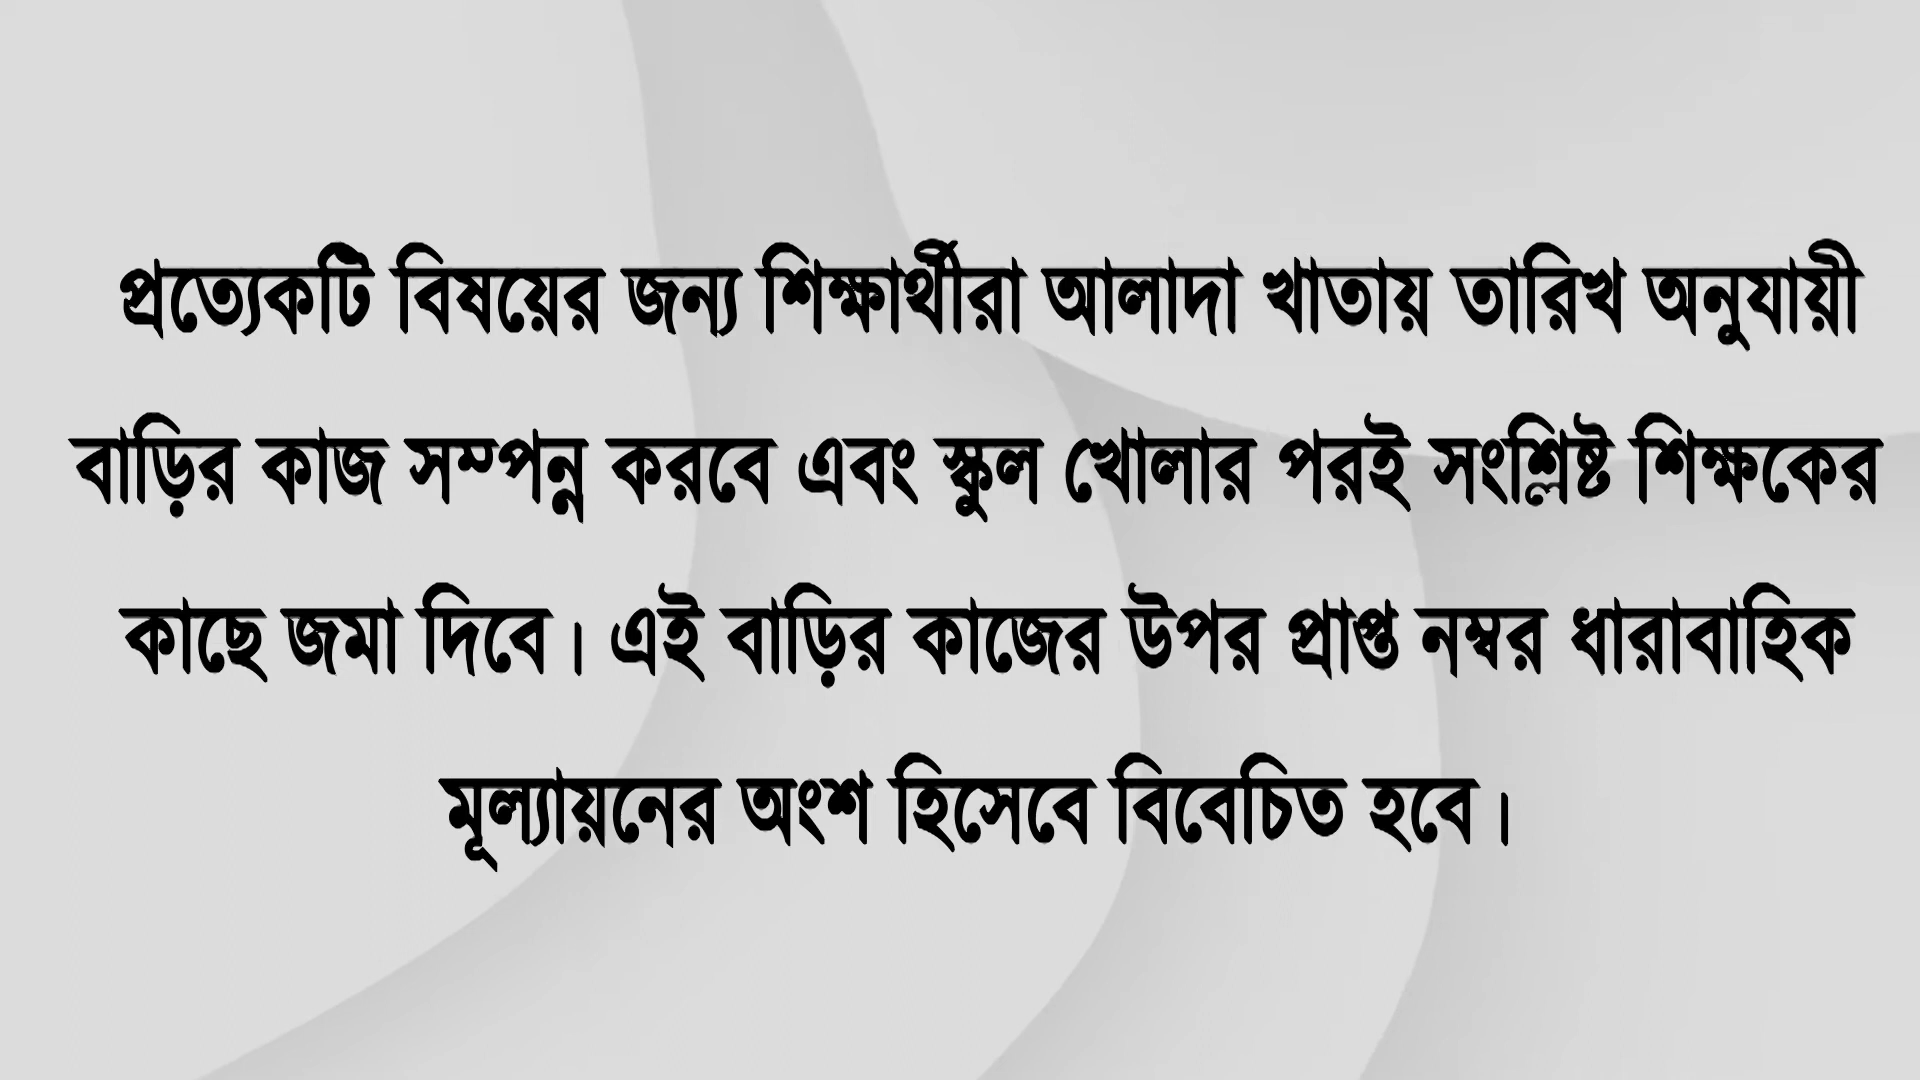 প্রত্যেকটি বিষয়ের জন্য শিক্ষার্থীরা আলাদা খাতায় তারিখ অনুযায়ী
বাড়ির কাজ সম্পন্ন করবে এবং স্কুল খোলার পরই সংশ্লিষ্ট শিক্ষকের
কাছে জমা দিবে। এই বাড়ির কাজের উপর প্রাপ্ত নম্বর ধারাবাহিক
মূল্যায়নের অংশ হিসেবে বিবেচিত হবে।